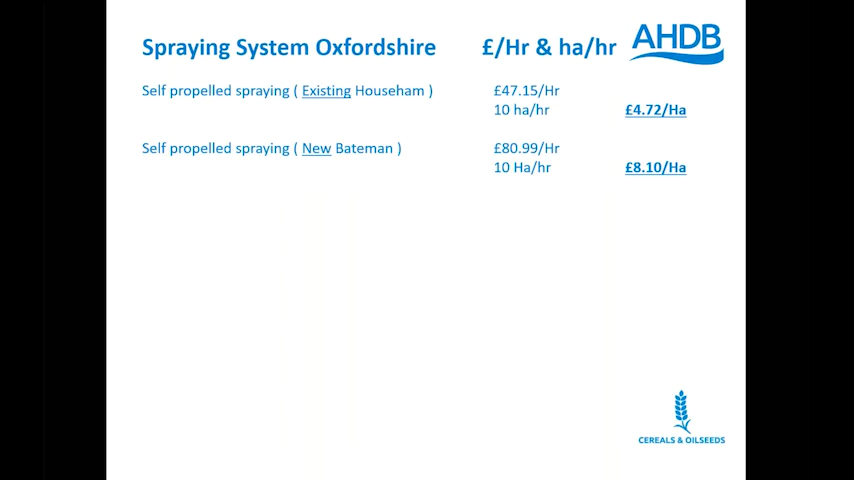 Spraying System Oxfordshire £/Hr & ha/hr AHDB
Self propelled spraying ( Existing Househam ) £47.15/Hr
10 ha/hr £4.72/Ha
Self propelled spraying ( New Bateman ) £80.99/Hr
10 Ha/hr £8.10/Ha
CEREALS & OILSEEDS